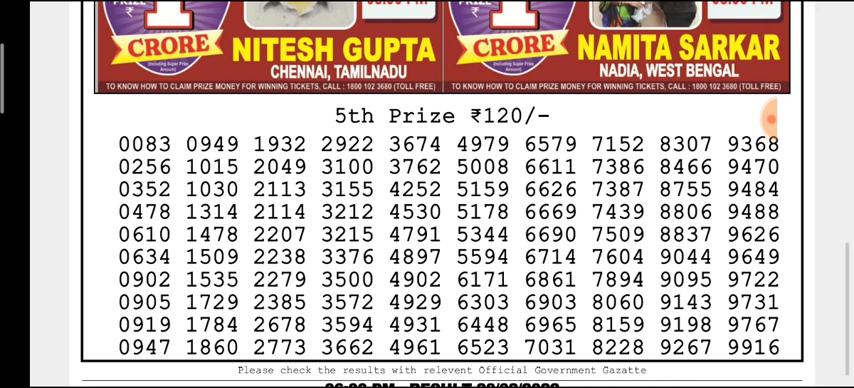 ₹
CRORE
(Including Super Prize Amount)
NITESH GUPTA
CHENNAI, TAMILNADU
TO KNOW HOW TO CLAIM PRIZE MONEY FOR WINNING TICKETS, CALL : 1800 102 3680 (TOLL FREE)
₹
CRORE
(Including Super Prize Amount)
NAMITA SARKAR
NADIA, WEST BENGAL
TO KNOW HOW TO CLAIM PRIZE MONEY FOR WINNING TICKETS, CALL : 1800 102 3680 (TOLL FREE)
5th Prize ₹120/-
0083 0949 1932 2922 3674 4979 6579 7152 8307 9368
0256 1015 2049 3100 3762 5008 6611 7386 8466 9470
0352 1030 2113 3155 4252 5159 6626 7387 8755 9484
0478 1314 2114 3212 4530 5178 6669 7439 8806 9488
0610 1478 2207 3215 4791 5344 6690 7509 8837 9626
0634 1509 2238 3376 4897 5594 6714 7604 9044 9649
0902 1535 2279 3500 4902 6171 6861 7894 9095 9722
0905 1729 2385 3572 4929 6303 6903 8060 9143 9731
0919 1784 2678 3594 4931 6448 6965 8159 9198 9767
0947 1860 2773 3662 4961 6523 7031 8228 9267 9916
Please check the results with relevent Official Government Gazatte